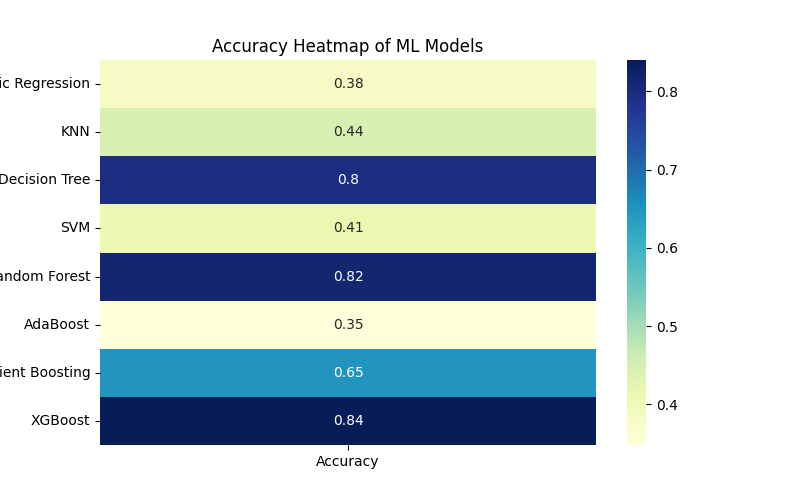 Accuracy Heatmap of ML Models
ic Regression
0.38
KNN
0.44
Decision Tree
0.8
SVM
0.41
andom Forest
0.82
AdaBoost
0.35
ient Boosting
0.65
XGBoost
0.84
Accuracy
0.8
0.7
0.6
0.5
0.4